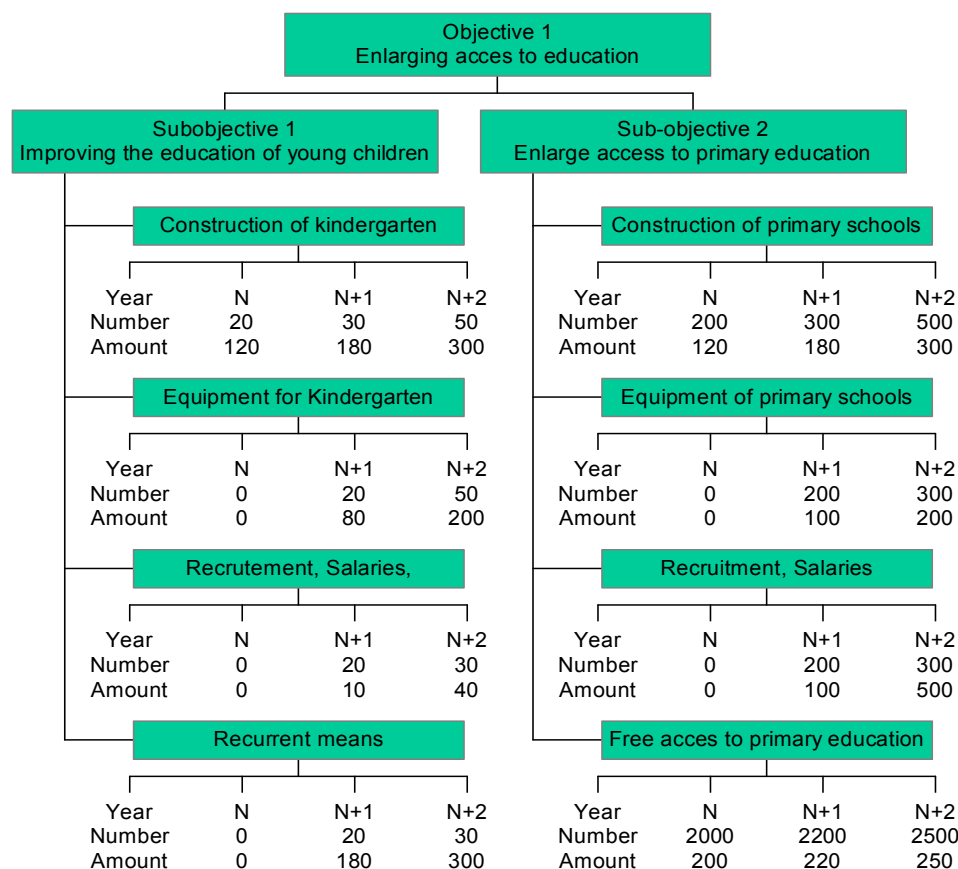 Objective 1
Enlarging acces to education
Subobjective 1
Improving the education of young children
Construction of kindergarten
Year N N+1 N+2
Number 20 30 50
Amount 120 180 300
Equipment for Kindergarten
Year N N+1 N+2
Number 0 20 50
Amount 0 80 200
Recrutement, Salaries,
Year N N+1 N+2
Number 0 20 30
Amount 0 10 40
Recurrent means
Year N N+1 N+2
Number 0 20 30
Amount 0 180 300
Sub-objective 2
Enlarge access to primary education
Construction of primary schools
Year N N+1 N+2
Number 200 300 500
Amount 120 180 300
Equipment of primary schools
Year N N+1 N+2
Number 0 200 300
Amount 0 100 200
Recruitment, Salaries
Year N N+1 N+2
Number 0 200 300
Amount 0 100 500
Free acces to primary education
Year N N+1 N+2
Number 2000 2200 2500
Amount 200 220 250